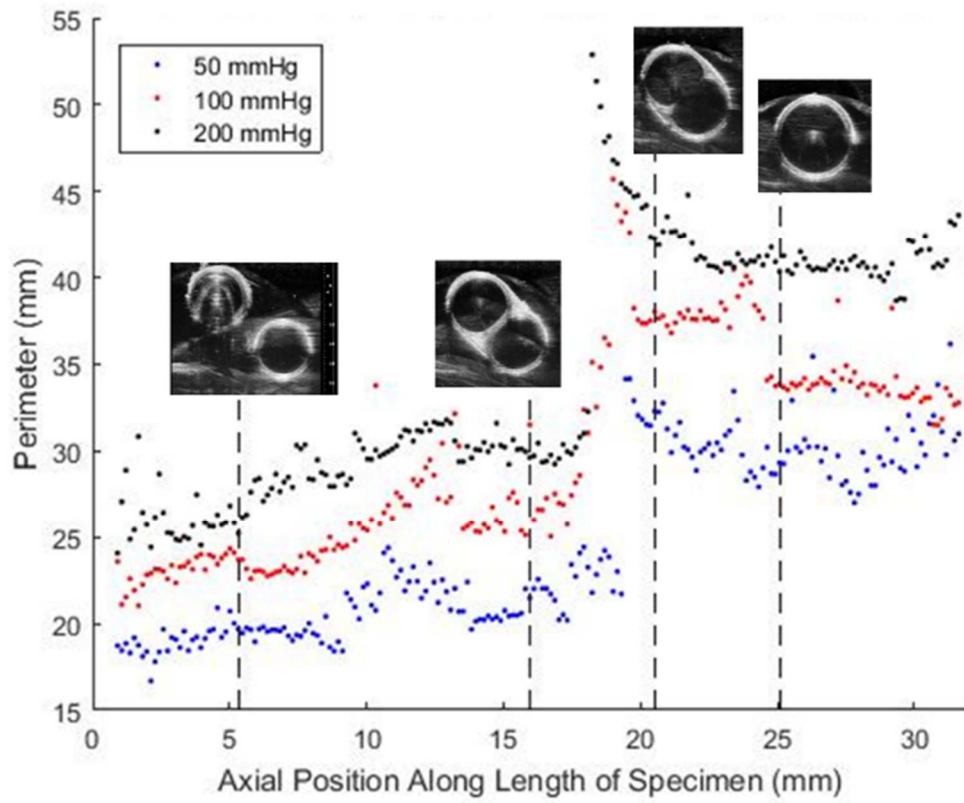 55
50
45
40
35
30
25
20
15
Perimeter (mm)
50 mmHg
100 mmHg
200 mmHg
0 5 10 15 20 25 30
Axial Position Along Length of Specimen (mm)